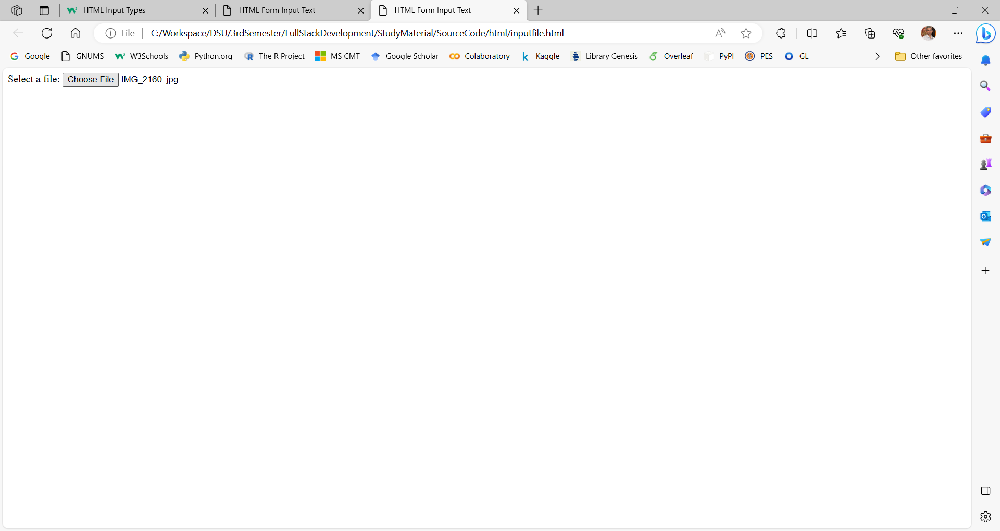 HTML Input Types
HTML Form Input Text
HTML Form Input Text
File C:/Workspace/DSU/3rdSemester/FullStackDevelopment/StudyMaterial/SourceCode/html/inputfile.html
Google GNUMS W3Schools Python.org The R Project MS CMT Google Scholar Colaboratory Kaggle Library Genesis Overleaf PyPI PES GL Other favorites
Select a file: Choose File IMG_2160 .jpg